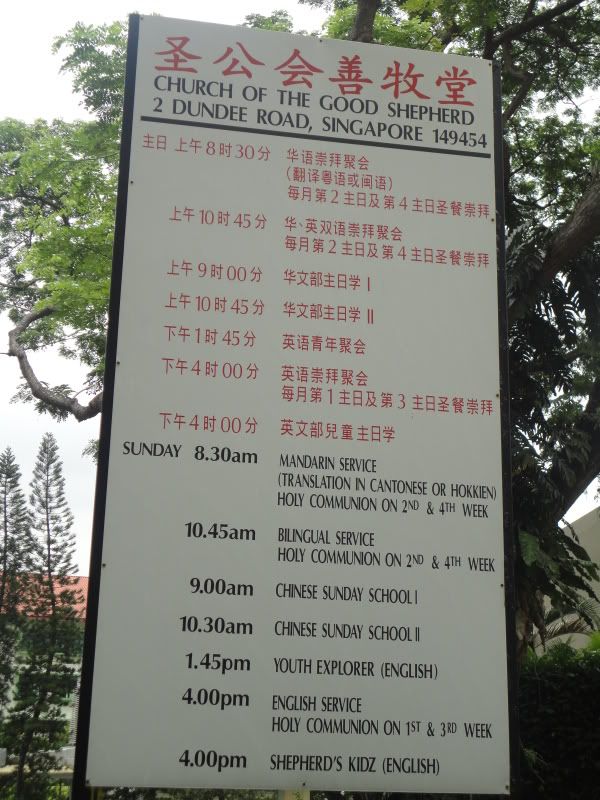 圣公会善牧堂
CHURCH OF THE GOOD SHEPHERD
2 DUNDEE ROAD, SINGAPORE 149454
主日 上午8时30分 华语崇拜聚会
(翻译粤语或闽语)
每月第2主日及第4主日圣餐崇拜
上午10时45分 华、英双语崇拜聚会
每月第2主日及第4主日圣餐崇拜
上午9时00分 华文部主日学 I
上午10时45分 华文部主日学 II
下午1时45分 英语青年聚会
下午4时00分 英语崇拜聚会
每月第1主日及第3主日圣餐崇拜
下午4时00分 英文部兒童主日学
SUNDAY 8.30am MANDARIN SERVICE
(TRANSLATION IN CANTONESE OR HOKKIEN)
HOLY COMMUNION ON 2ND & 4TH WEEK
10.45am BILINGUAL SERVICE
HOLY COMMUNION ON 2ND & 4TH WEEK
9.00am CHINESE SUNDAY SCHOOL I
10.30am CHINESE SUNDAY SCHOOL II
1.45pm YOUTH EXPLORER (ENGLISH)
4.00pm ENGLISH SERVICE
HOLY COMMUNION ON 1ST & 3RD WEEK
4.00pm SHEPHERD'S KIDZ (ENGLISH)